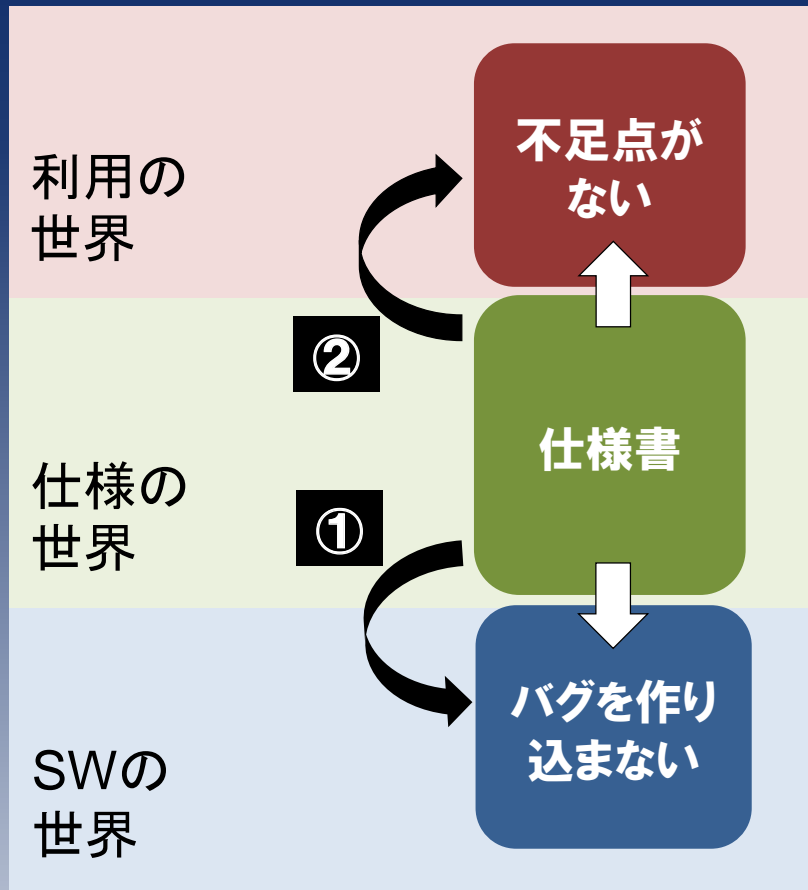 利用の
世界
不足点が
ない
②
仕様の
世界
仕様書
①
SWの
世界
バグを作り
込まない